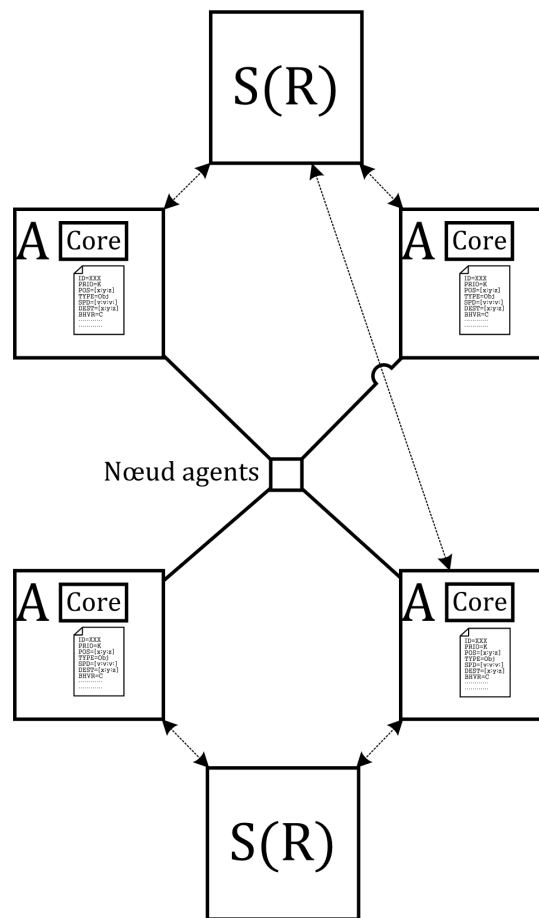 S(R)
A Core
ID=XXX
PRIO=K
POS=[x:y:z]
TYPE=Obj
SPD=[v:v:v:]
DEST=[x:y:z]
BHVR=C
............
............
A Core
ID=XXX
PRIO=K
POS=[x:y:z]
TYPE=Obj
SPD=[v:v:v:]
DEST=[x:y:z]
BHVR=C
............
............
Nœud agents
A Core
ID=XXX
PRIO=K
POS=[x:y:z]
TYPE=Obj
SPD=[v:v:v:]
DEST=[x:y:z]
BHVR=C
............
............
A Core
ID=XXX
PRIO=K
POS=[x:y:z]
TYPE=Obj
SPD=[v:v:v:]
DEST=[x:y:z]
BHVR=C
............
............
S(R)